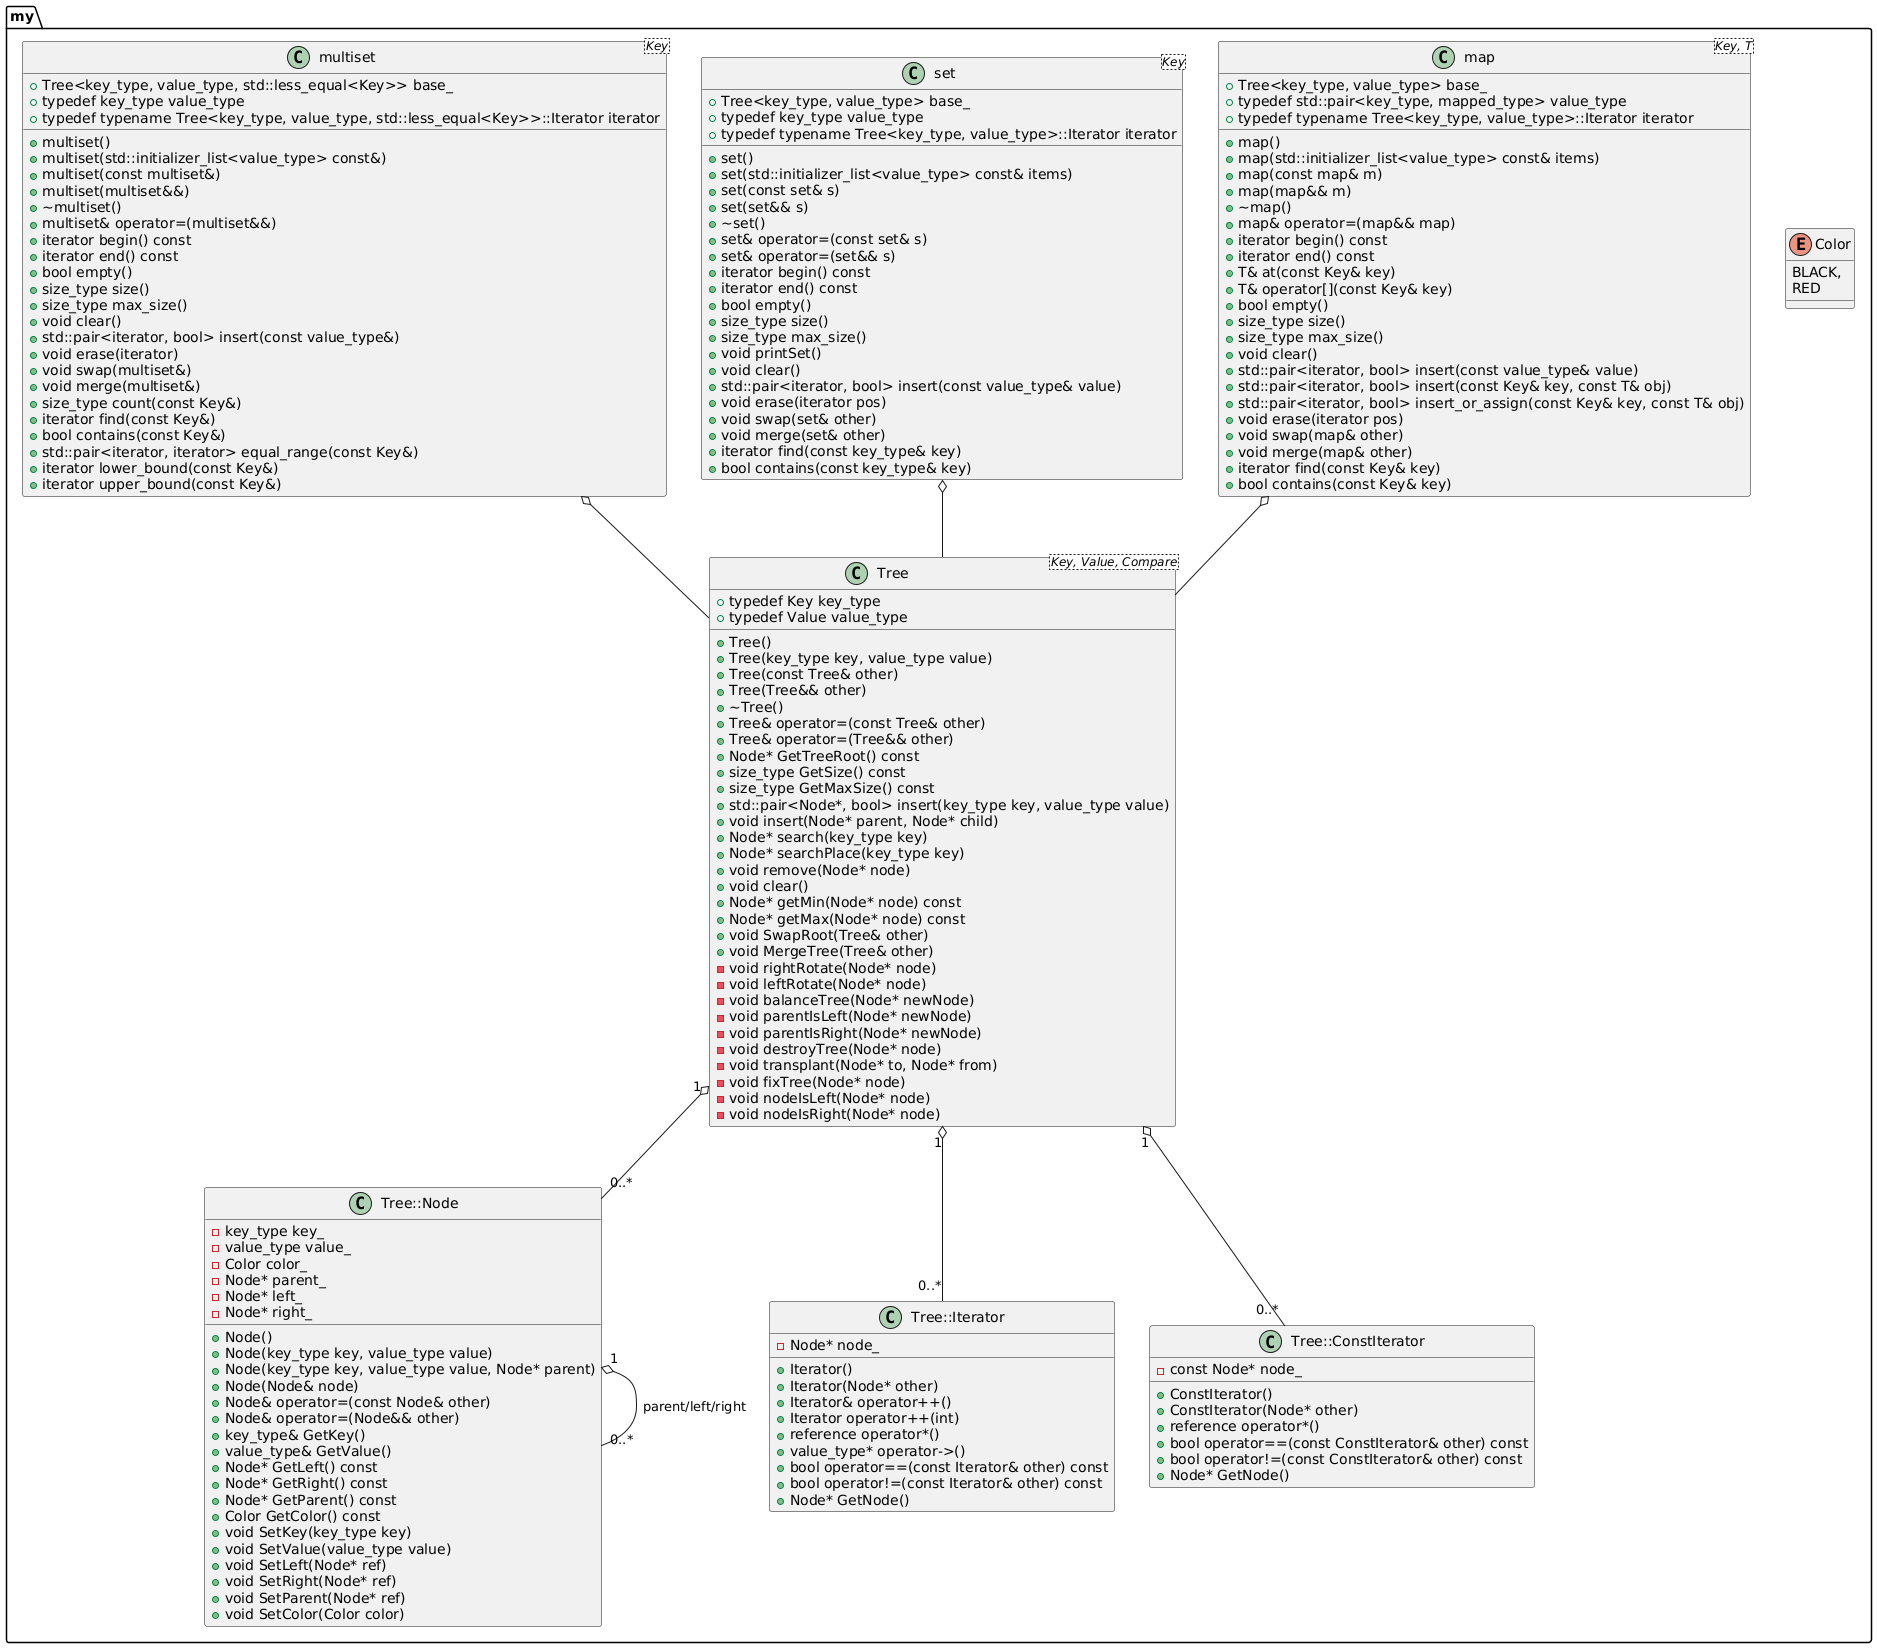 my
C multiset
Key
Tree<key_type, value_type, std::less_equal<Key>> base_
typedef key_type value_type
typedef typename Tree<key_type, value_type, std::less_equal<Key>>::Iterator iterator
multiset()
multiset(std::initializer_list<value_type> const&)
multiset(const multiset&)
multiset(multiset&&)
~multiset()
multiset& operator=(multiset&&)
iterator begin() const
iterator end() const
bool empty()
size_type size()
size_type max_size()
void clear()
std::pair<iterator, bool> insert(const value_type&)
void erase(iterator)
void swap(multiset&)
void merge(multiset&)
size_type count(const Key&)
iterator find(const Key&)
bool contains(const Key&)
std::pair<iterator, iterator> equal_range(const Key&)
iterator lower_bound(const Key&)
iterator upper_bound(const Key&)
C set
Key
Tree<key_type, value_type> base_
typedef key_type value_type
typedef typename Tree<key_type, value_type>::Iterator iterator
set()
set(std::initializer_list<value_type> const& items)
set(const set& s)
set(set&& s)
~set()
set& operator=(const set& s)
set& operator=(set&& s)
iterator begin() const
iterator end() const
bool empty()
size_type size()
size_type max_size()
void printSet()
void clear()
std::pair<iterator, bool> insert(const value_type& value)
void erase(iterator pos)
void swap(set& other)
void merge(set& other)
iterator find(const key_type& key)
bool contains(const key_type& key)
C map
Key, T
Tree<key_type, value_type> base_
typedef std::pair<key_type, mapped_type> value_type
typedef typename Tree<key_type, value_type>::Iterator iterator
map()
map(std::initializer_list<value_type> const& items)
map(const map& m)
map(map&& m)
~map()
map& operator=(map&& map)
iterator begin() const
iterator end() const
T& at(const Key& key)
T& operator[](const Key& key)
bool empty()
size_type size()
size_type max_size()
void clear()
std::pair<iterator, bool> insert(const value_type& value)
std::pair<iterator, bool> insert(const Key& key, const T& obj)
std::pair<iterator, bool> insert_or_assign(const Key& key, const T& obj)
void erase(iterator pos)
void swap(map& other)
void merge(map& other)
iterator find(const Key& key)
bool contains(const Key& key)
E Color
BLACK,
RED
C Tree
Key, Value, Compare
typedef Key key_type
typedef Value value_type
Tree()
Tree(key_type key, value_type value)
Tree(const Tree& other)
Tree(Tree&& other)
~Tree()
Tree& operator=(const Tree& other)
Tree& operator=(Tree&& other)
Node* GetTreeRoot() const
size_type GetSize() const
size_type GetMaxSize() const
std::pair<Node*, bool> insert(key_type key, value_type value)
void insert(Node* parent, Node* child)
Node* search(key_type key)
Node* searchPlace(key_type key)
void remove(Node* node)
void clear()
Node* getMin(Node* node) const
Node* getMax(Node* node) const
void SwapRoot(Tree& other)
void MergeTree(Tree& other)
void rightRotate(Node* node)
void leftRotate(Node* node)
void balanceTree(Node* newNode)
void parentIsLeft(Node* newNode)
void parentIsRight(Node* newNode)
void destroyTree(Node* node)
void transplant(Node* to, Node* from)
void fixTree(Node* node)
void nodeIsLeft(Node* node)
void nodeIsRight(Node* node)
1
1
1
0..*
0..*
0..*
C Tree::Node
key_type key_
value_type value_
Color color_
Node* parent_
Node* left_
Node* right_
Node()
Node(key_type key, value_type value)
Node(key_type key, value_type value, Node* parent)
Node(Node& node)
Node& operator=(const Node& other)
Node& operator=(Node&& other)
key_type& GetKey()
value_type& GetValue()
Node* GetLeft() const
Node* GetRight() const
Node* GetParent() const
Color GetColor() const
void SetKey(key_type key)
void SetValue(value_type value)
void SetLeft(Node* ref)
void SetRight(Node* ref)
void SetParent(Node* ref)
void SetColor(Color color)
1
parent/left/right
0..*
C Tree::Iterator
Node* node_
Iterator()
Iterator(Node* other)
Iterator& operator++()
Iterator operator++(int)
reference operator*()
value_type* operator->()
bool operator==(const Iterator& other) const
bool operator!=(const Iterator& other) const
Node* GetNode()
C Tree::ConstIterator
const Node* node_
ConstIterator()
ConstIterator(Node* other)
reference operator*()
bool operator==(const ConstIterator& other) const
bool operator!=(const ConstIterator& other) const
Node* GetNode()